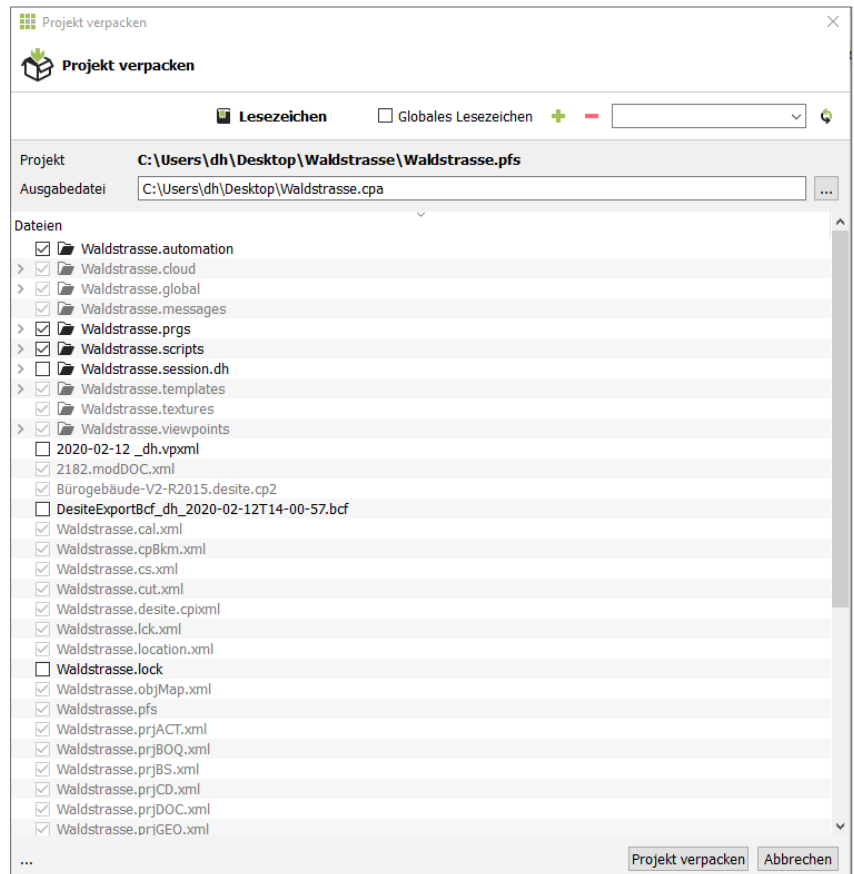 Projekt verpacken
Projekt verpacken
Lesezeichen Globales Lesezeichen
Projekt C:\Users\dh\Desktop\Waldstrasse\Waldstrasse.pfs
Ausgabedatei C:\Users\dh\Desktop\Waldstrasse.cpa ...
Dateien
Waldstrasse.automation
Waldstrasse.cloud
Waldstrasse.global
Waldstrasse.messages
Waldstrasse.prgs
Waldstrasse.scripts
Waldstrasse.session.dh
Waldstrasse.templates
Waldstrasse.textures
Waldstrasse.viewpoints
2020-02-12 _dh.vpxml
2182.modDOC.xml
Bürogebäude-V2-R2015.desite.cp2
DesiteExportBcf_dh_2020-02-12T14-00-57.bcf
Waldstrasse.cal.xml
Waldstrasse.cpBkm.xml
Waldstrasse.cs.xml
Waldstrasse.cut.xml
Waldstrasse.desite.cpixml
Waldstrasse.lck.xml
Waldstrasse.location.xml
Waldstrasse.lock
Waldstrasse.objMap.xml
Waldstrasse.pfs
Waldstrasse.prjACT.xml
Waldstrasse.prjBOQ.xml
Waldstrasse.prjBS.xml
Waldstrasse.prjCD.xml
Waldstrasse.prjDOC.xml
Waldstrasse.prjGEO.xml
... Projekt verpacken Abbrechen